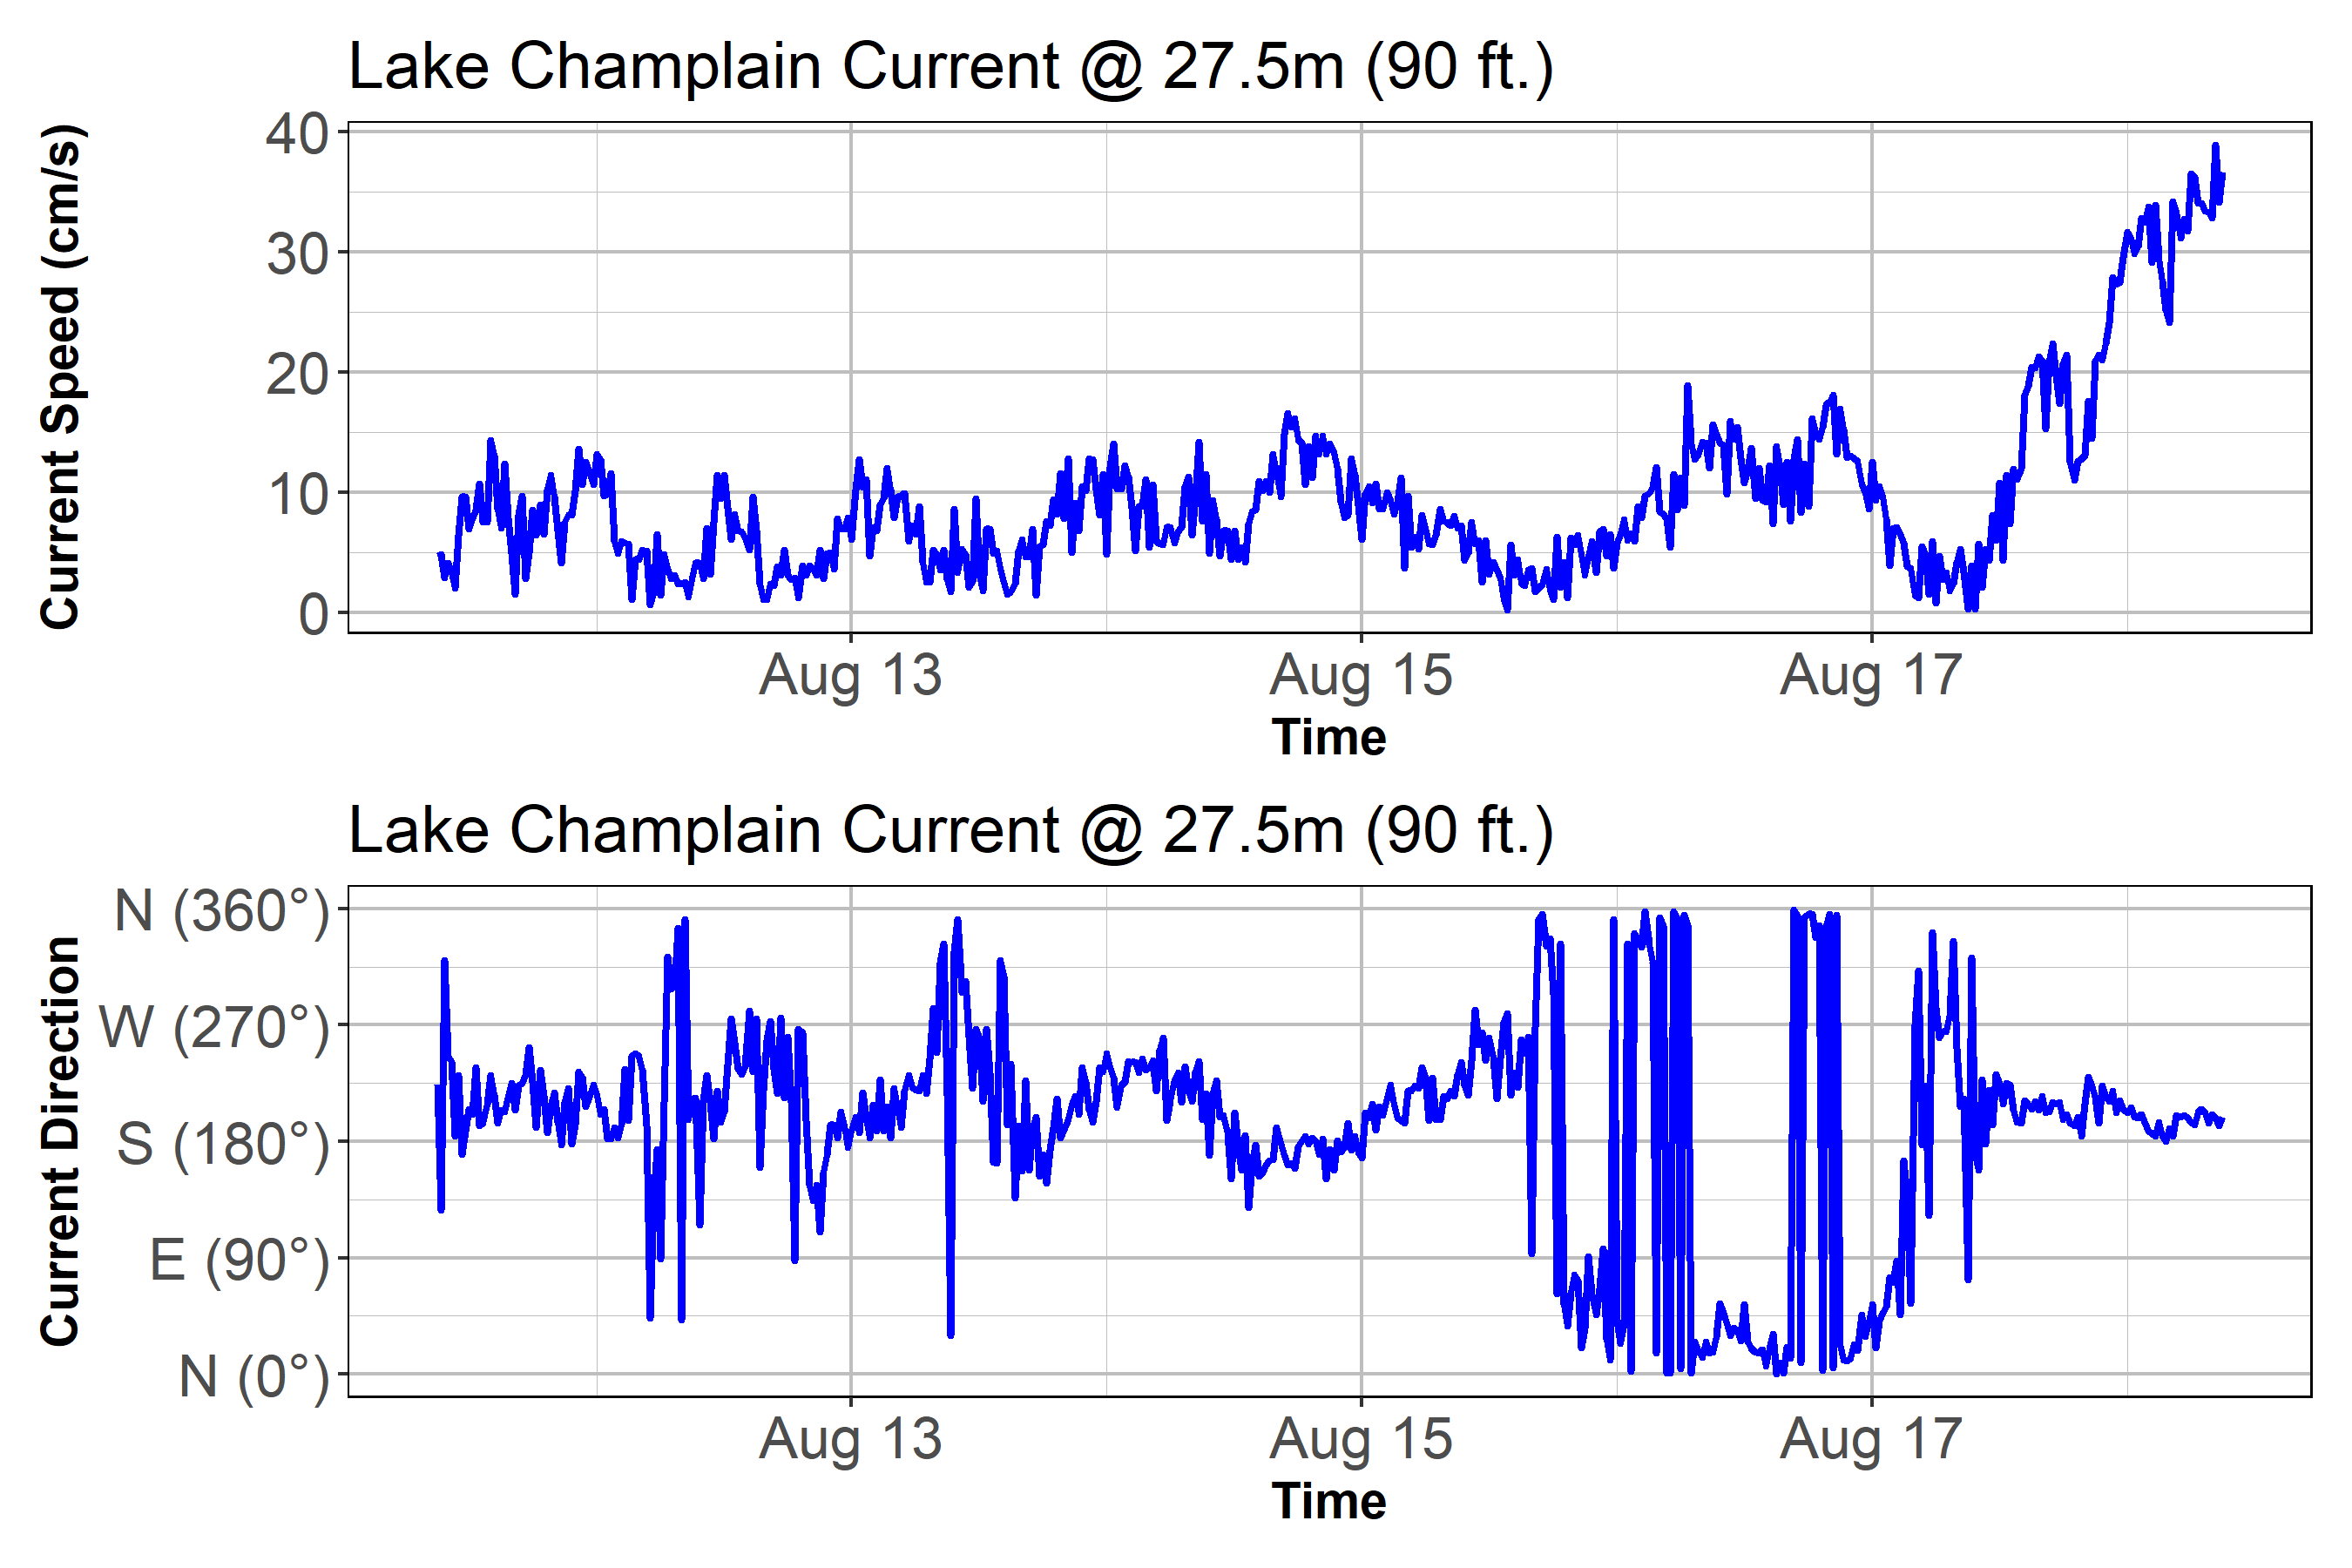 Lake Champlain Current @ 27.5m (90 ft.)
Current Speed (cm/s)
40
30
20
10
0
Aug 13 Aug 15 Aug 17
Time
Lake Champlain Current @ 27.5m (90 ft.)
Current Direction
N (360°)
W (270°)
S (180°)
E (90°)
N (0°)
Aug 13 Aug 15 Aug 17
Time